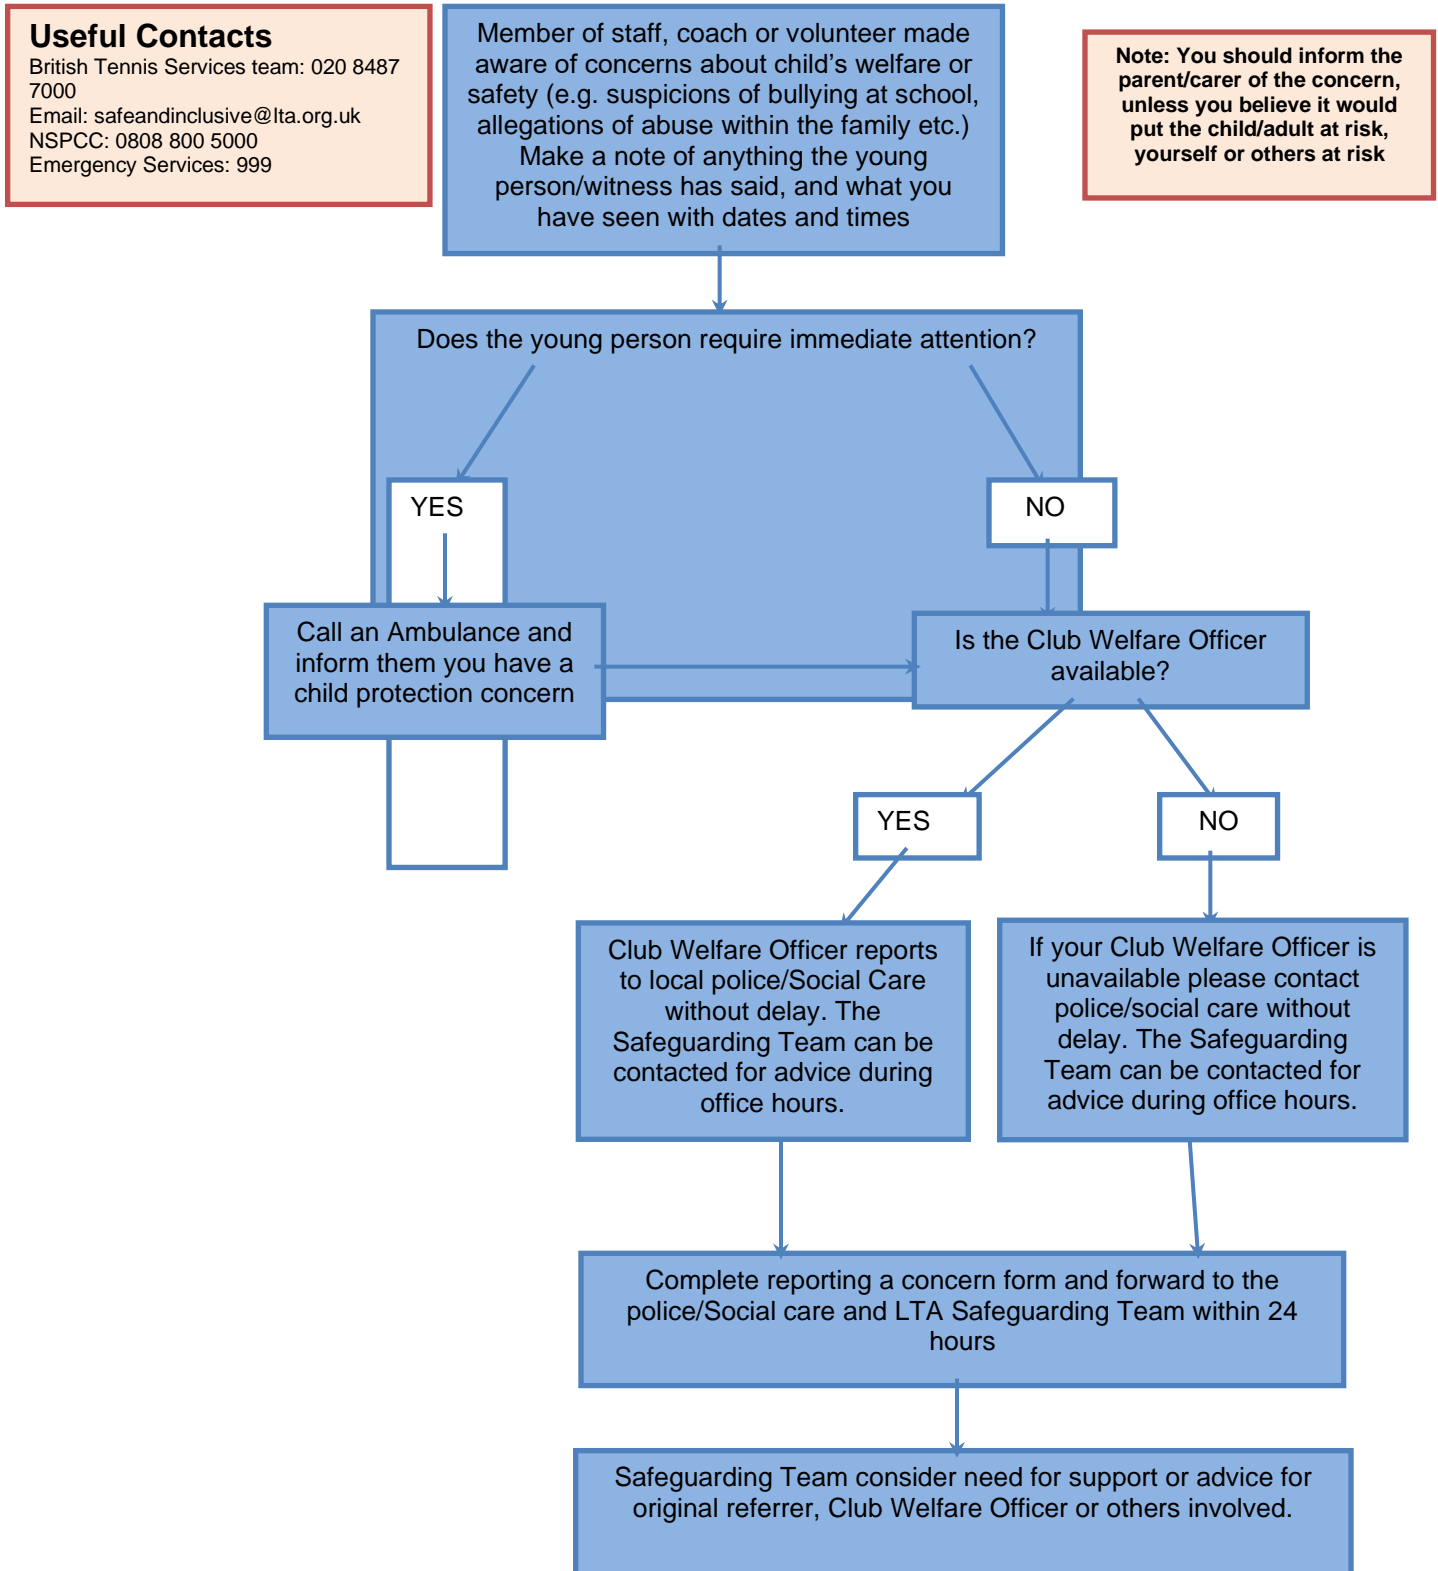 Useful Contacts
British Tennis Services team: 020 8487
7000
Email: safeandinclusive@lta.org.uk
NSPCC: 0808 800 5000
Emergency Services: 999
Member of staff, coach or volunteer made
aware of concerns about child's welfare or
safety (e.g. suspicions of bullying at school,
allegations of abuse within the family etc.)
Make a note of anything the young
person/witness has said, and what you
have seen with dates and times
Note: You should inform the
parent/carer of the concern,
unless you believe it would
put the child/adult at risk,
yourself or others at risk
Does the young person require immediate attention?
YES
NO
Call an Ambulance and
inform them you have a
child protection concern
Is the Club Welfare Officer
available?
YES
NO
Club Welfare Officer reports
to local police/Social Care
without delay. The
Safeguarding Team can be
contacted for advice during
office hours.
If your Club Welfare Officer is
unavailable please contact
police/social care without
delay. The Safeguarding
Team can be contacted for
advice during office hours.
Complete reporting a concern form and forward to the
police/Social care and LTA Safeguarding Team within 24
hours
Safeguarding Team consider need for support or advice for
original referrer, Club Welfare Officer or others involved.